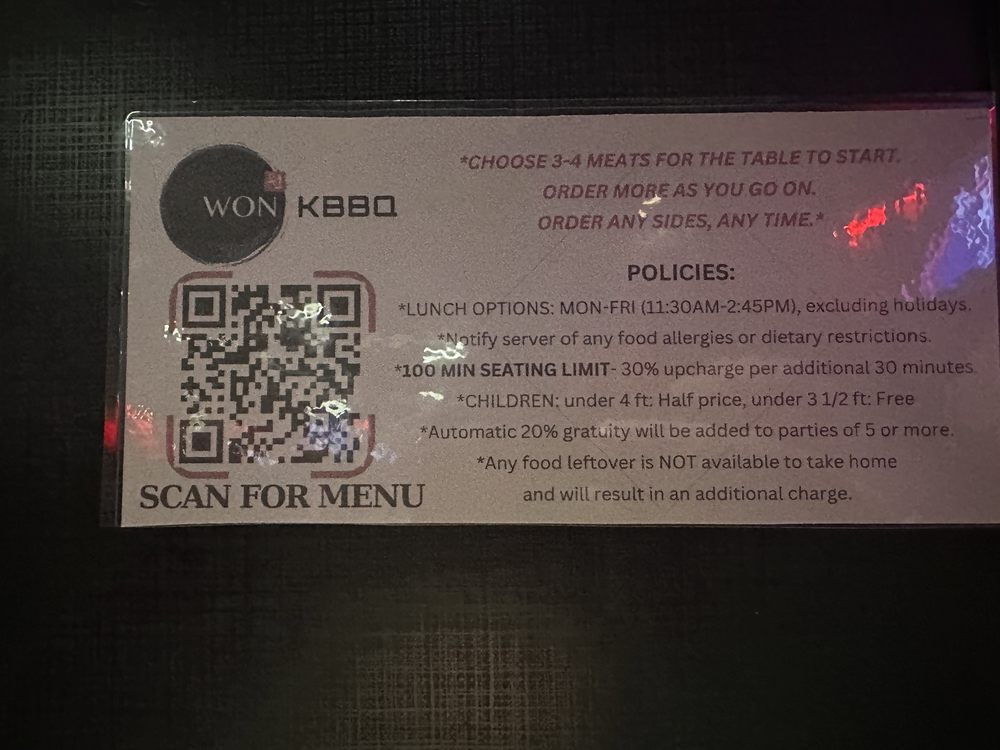 WON KBBQ
*CHOOSE 3-4 MEATS FOR THE TABLE TO START.
ORDER MORE AS YOU GO ON.
ORDER ANY SIDES, ANY TIME.*
POLICIES:
*LUNCH OPTIONS: MON-FRI (11:30AM-2:45PM), excluding holidays.
*Notify server of any food allergies or dietary restrictions.
*100 MIN SEATING LIMIT- 30% upcharge per additional 30 minutes.
*CHILDREN: under 4 ft: Half price, under 3 1/2 ft: Free
*Automatic 20% gratuity will be added to parties of 5 or more.
*Any food leftover is NOT available to take home
and will result in an additional charge.
SCAN FOR MENU